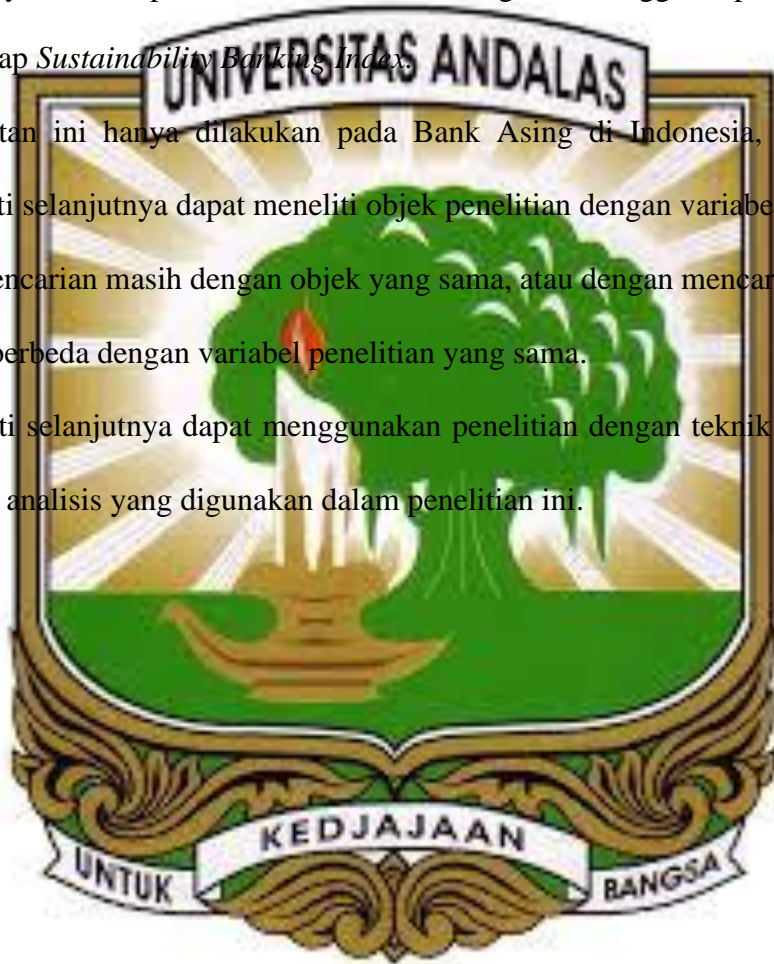 ap Sustainability Banking Index.
UNIVERSITAS ANDALAS
tan ini hanya dilakukan pada Bank Asing di Indonesia,
ti selanjutnya dapat meneliti objek penelitian dengan variabe
encarian masih dengan objek yang sama, atau dengan mencar
berbeda dengan variabel penelitian yang sama.
ti selanjutnya dapat menggunakan penelitian dengan teknik
analisis yang digunakan dalam penelitian ini.
UNTUK KEDJAJAAN BANGSA